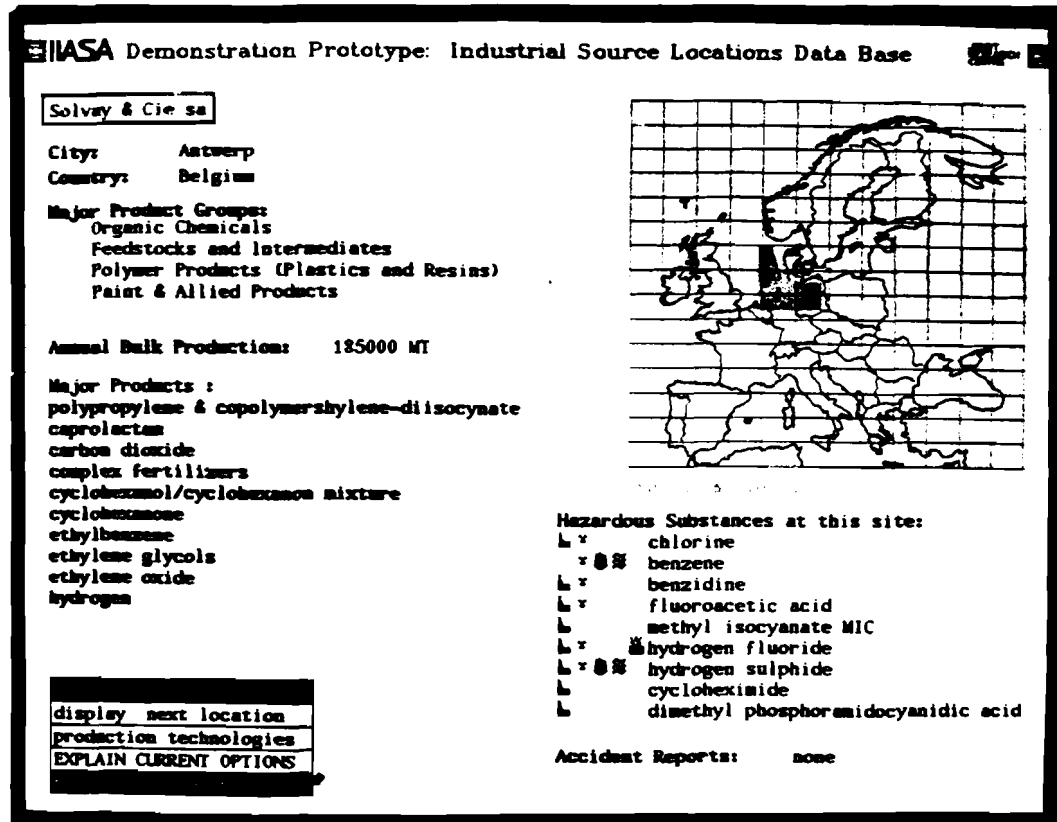 IIASA Demonstration Prototype: Industrial Source Locations Data Base
Solvay & Cie sa
City: Antwerp
Country: Belgium
Major Product Groups:
Organic Chemicals
Feedstocks and Intermediates
Polymer Products (Plastics and Resins)
Paint & Allied Products
Annual Bulk Production: 185000 MT
Major Products :
polypropylene & copolymershylene-diisocynate
caprolactam
carbon dioxide
complex fertilizers
cyclohexanol/cyclohexanon mixture
cyclohexanone
ethylbenzene
ethylene glycols
ethylene oxide
hydrogen
display next location
production technologies
EXPLAIN CURRENT OPTIONS
Hazardous Substances at this site:
chlorine
benzene
benzidine
fluoroacetic acid
methyl isocyanate MIC
hydrogen fluoride
hydrogen sulphide
cycloheximide
dimethyl phosphoramidocyanidic acid
Accident Reports: none